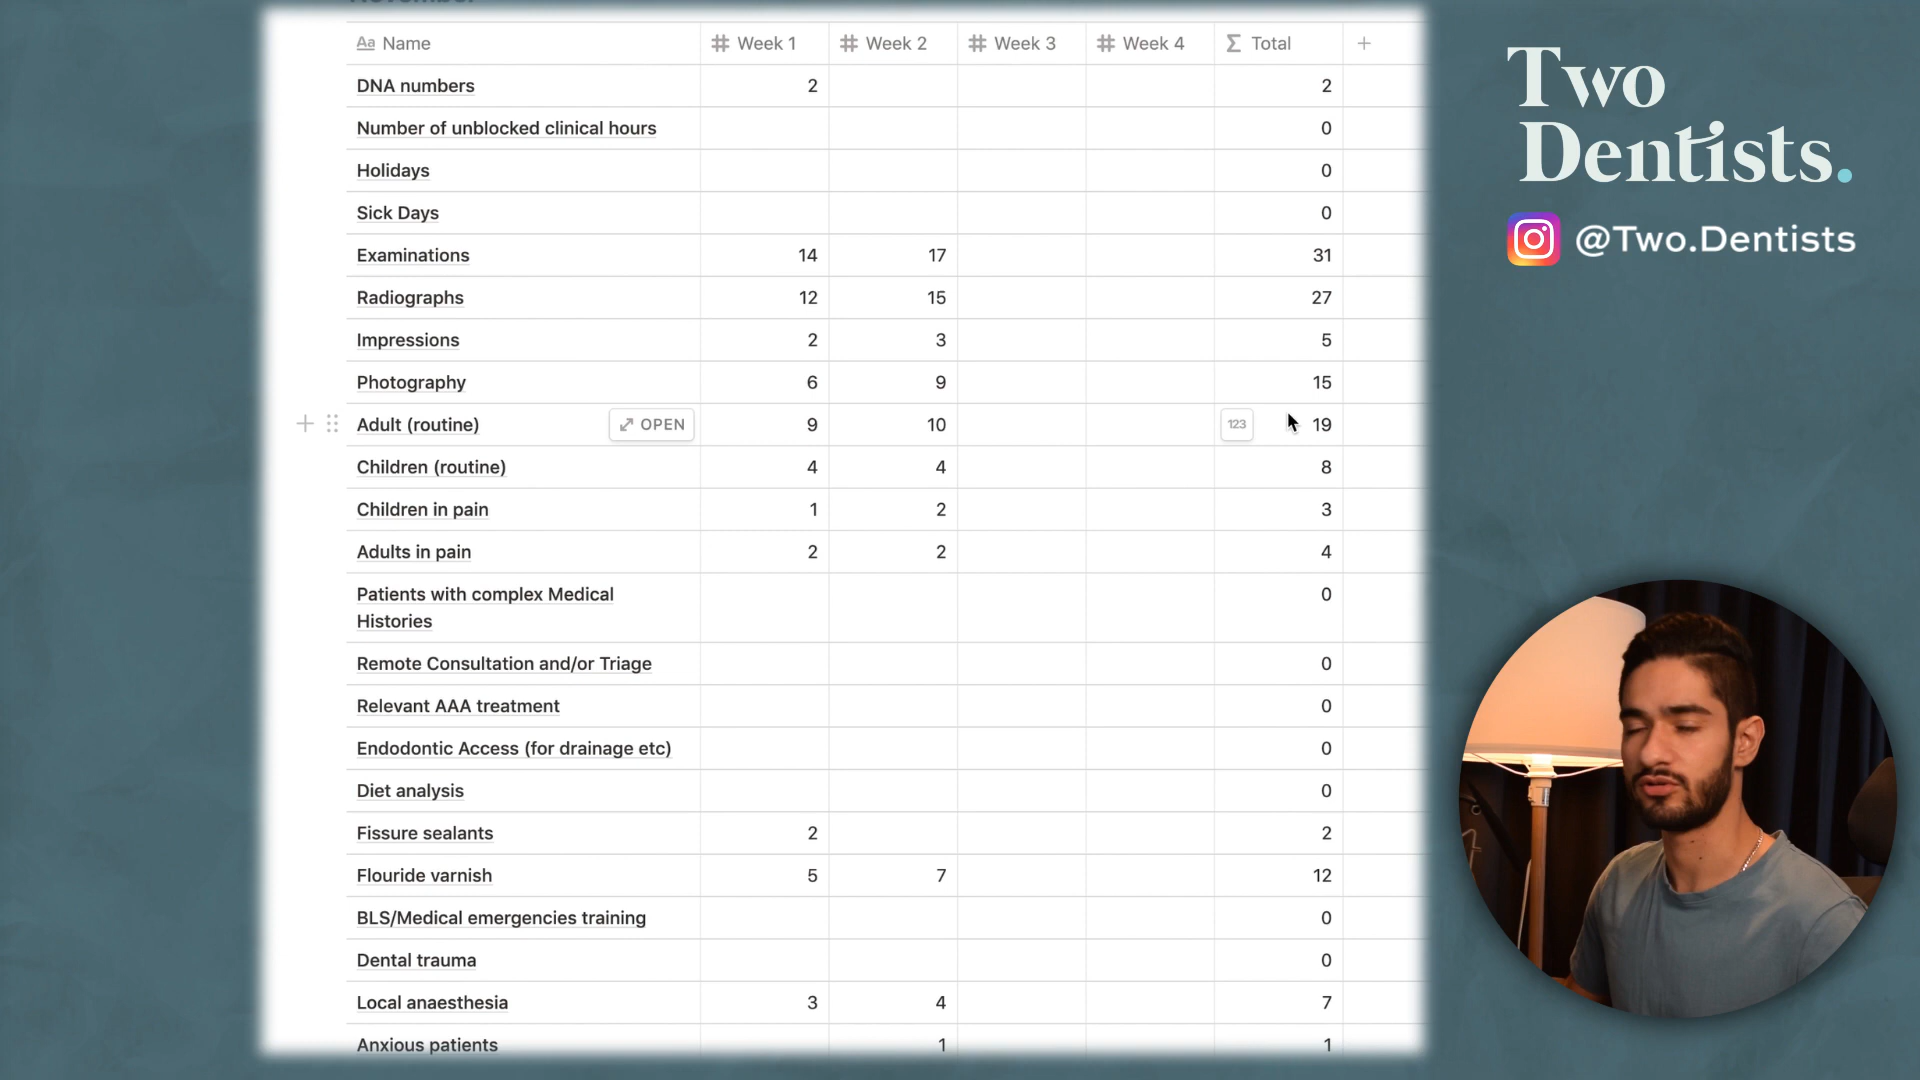 Aa Name # Week 1 # Week 2 # Week 3 # Week 4 Σ Total +
DNA numbers 2 2
Number of unblocked clinical hours 0
Holidays 0
Sick Days 0
Examinations 14 17 31
Radiographs 12 15 27
Impressions 2 3 5
Photography 6 9 15
Adult (routine) OPEN 9 10 123 19
Children (routine) 4 4 8
Children in pain 1 2 3
Adults in pain 2 2 4
Patients with complex Medical 0
Histories
Remote Consultation and/or Triage 0
Relevant AAA treatment 0
Endodontic Access (for drainage etc) 0
Diet analysis 0
Fissure sealants 2 2
Flouride varnish 5 7 12
BLS/Medical emergencies training 0
Dental trauma 0
Local anaesthesia 3 4 7
Anxious patients 1 1
Two
Dentists.
@Two.Dentists